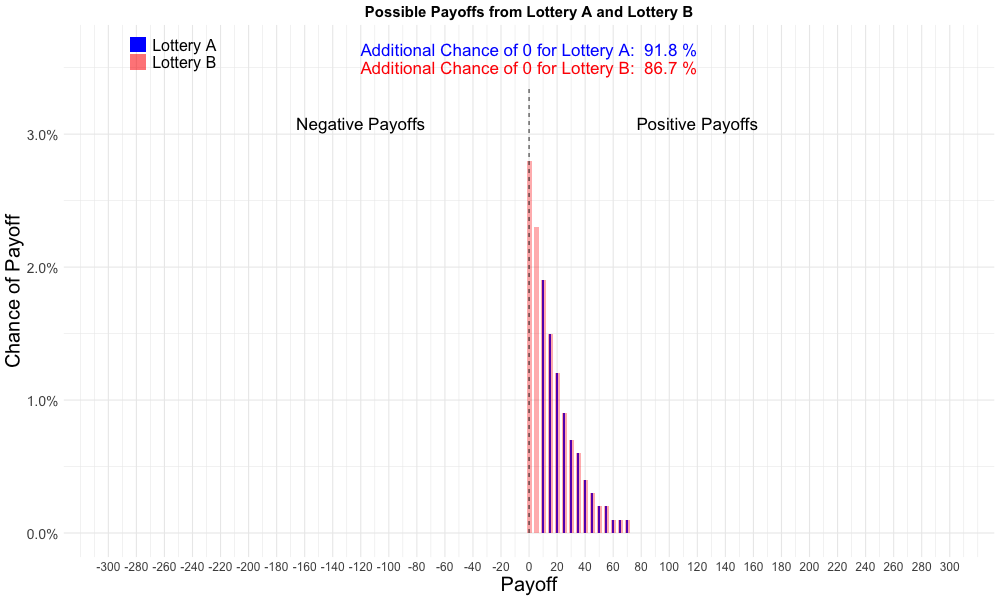 Possible Payoffs from Lottery A and Lottery B
Lottery A
Lottery B
Additional Chance of 0 for Lottery A: 91.8 %
Additional Chance of 0 for Lottery B: 86.7 %
Negative Payoffs
Positive Payoffs
Chance of Payoff
3.0%
2.0%
1.0%
0.0%
-300 -280 -260 -240 -220 -200 -180 -160 -140 -120 -100 -80 -60 -40 -20 0 20 40 60 80 100 120 140 160 180 200 220 240 260 280 300
Payoff